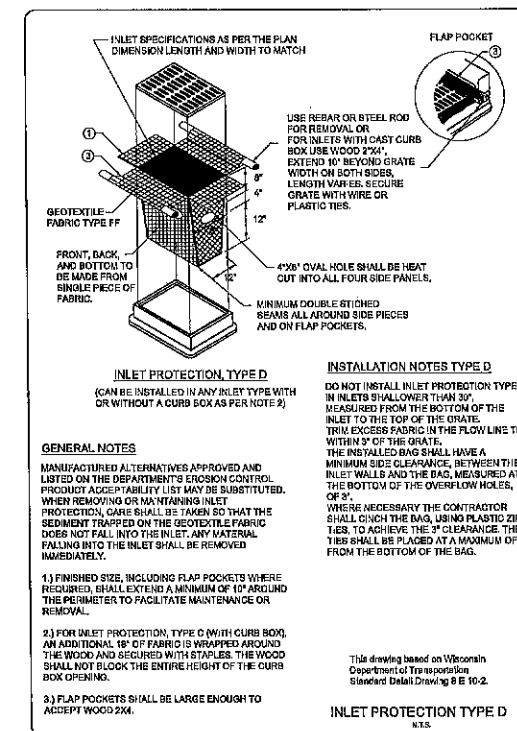 INLET SPECIFICATIONS AS PER THE PLAN
DIMENSION LENGTH AND WIDTH TO MATCH
FLAP POCKET
3
USE REBAR OR STEEL ROD
FOR REMOVAL OR
FOR INLETS WITH CAST CURB
BOX USE WOOD 2"X4",
EXTEND 10" BEYOND GRATE
WIDTH ON BOTH SIDES,
LENGTH VARIES. SECURE
GRATE WITH WIRE OR
PLASTIC TIES.
1
3
8"
4"
12"
GEOTEXTILE
FABRIC TYPE FF
FRONT, BACK,
AND BOTTOM TO
BE MADE FROM
SINGLE PIECE OF
FABRIC.
12"
4"X6" OVAL HOLE SHALL BE HEAT
CUT INTO ALL FOUR SIDE PANELS.
MINIMUM DOUBLE STICHED
SEAMS ALL AROUND SIDE PIECES
AND ON FLAP POCKETS.
INLET PROTECTION, TYPE D
(CAN BE INSTALLED IN ANY INLET TYPE WITH
OR WITHOUT A CURB BOX AS PER NOTE 2)
GENERAL NOTES
MANUFACTURED ALTERNATIVES APPROVED AND
LISTED ON THE DEPARTMENT'S EROSION CONTROL
PRODUCT ACCEPTABILITY LIST MAY BE SUBSTITUTED.
WHEN REMOVING OR MAINTAINING INLET
PROTECTION, CARE SHALL BE TAKEN SO THAT THE
SEDIMENT TRAPPED ON THE GEOTEXTILE FABRIC
DOES NOT FALL INTO THE INLET. ANY MATERIAL
FALLING INTO THE INLET SHALL BE REMOVED
IMMEDIATELY.
1.) FINISHED SIZE, INCLUDING FLAP POCKETS WHERE
REQUIRED, SHALL EXTEND A MINIMUM OF 10" AROUND
THE PERIMETER TO FACILITATE MAINTENANCE OR
REMOVAL.
2.) FOR INLET PROTECTION, TYPE C (WITH CURB BOX),
AN ADDITIONAL 18" OF FABRIC IS WRAPPED AROUND
THE WOOD AND SECURED WITH STAPLES. THE WOOD
SHALL NOT BLOCK THE ENTIRE HEIGHT OF THE CURB
BOX OPENING.
3.) FLAP POCKETS SHALL BE LARGE ENOUGH TO
ACCEPT WOOD 2X4.
INSTALLATION NOTES TYPE D
DO NOT INSTALL INLET PROTECTION TYPE
IN INLETS SHALLOWER THAN 30",
MEASURED FROM THE BOTTOM OF THE
INLET TO THE TOP OF THE GRATE.
TRIM EXCESS FABRIC IN THE FLOW LINE T
WITHIN 3" OF THE GRATE.
THE INSTALLED BAG SHALL HAVE A
MINIMUM SIDE CLEARANCE, BETWEEN THE
INLET WALLS AND THE BAG, MEASURED AT
THE BOTTOM OF THE OVERFLOW HOLES,
OF 3".
WHERE NECESSARY THE CONTRACTOR
SHALL CINCH THE BAG, USING PLASTIC ZIP
TIES, TO ACHIEVE THE 3" CLEARANCE. THE
TIES SHALL BE PLACED AT A MAXIMUM OF
FROM THE BOTTOM OF THE BAG.
This drawing based on Wisconsin
Department of Transportation
Standard Detail Drawing 8 E 10-2.
INLET PROTECTION TYPE D
N.T.S.